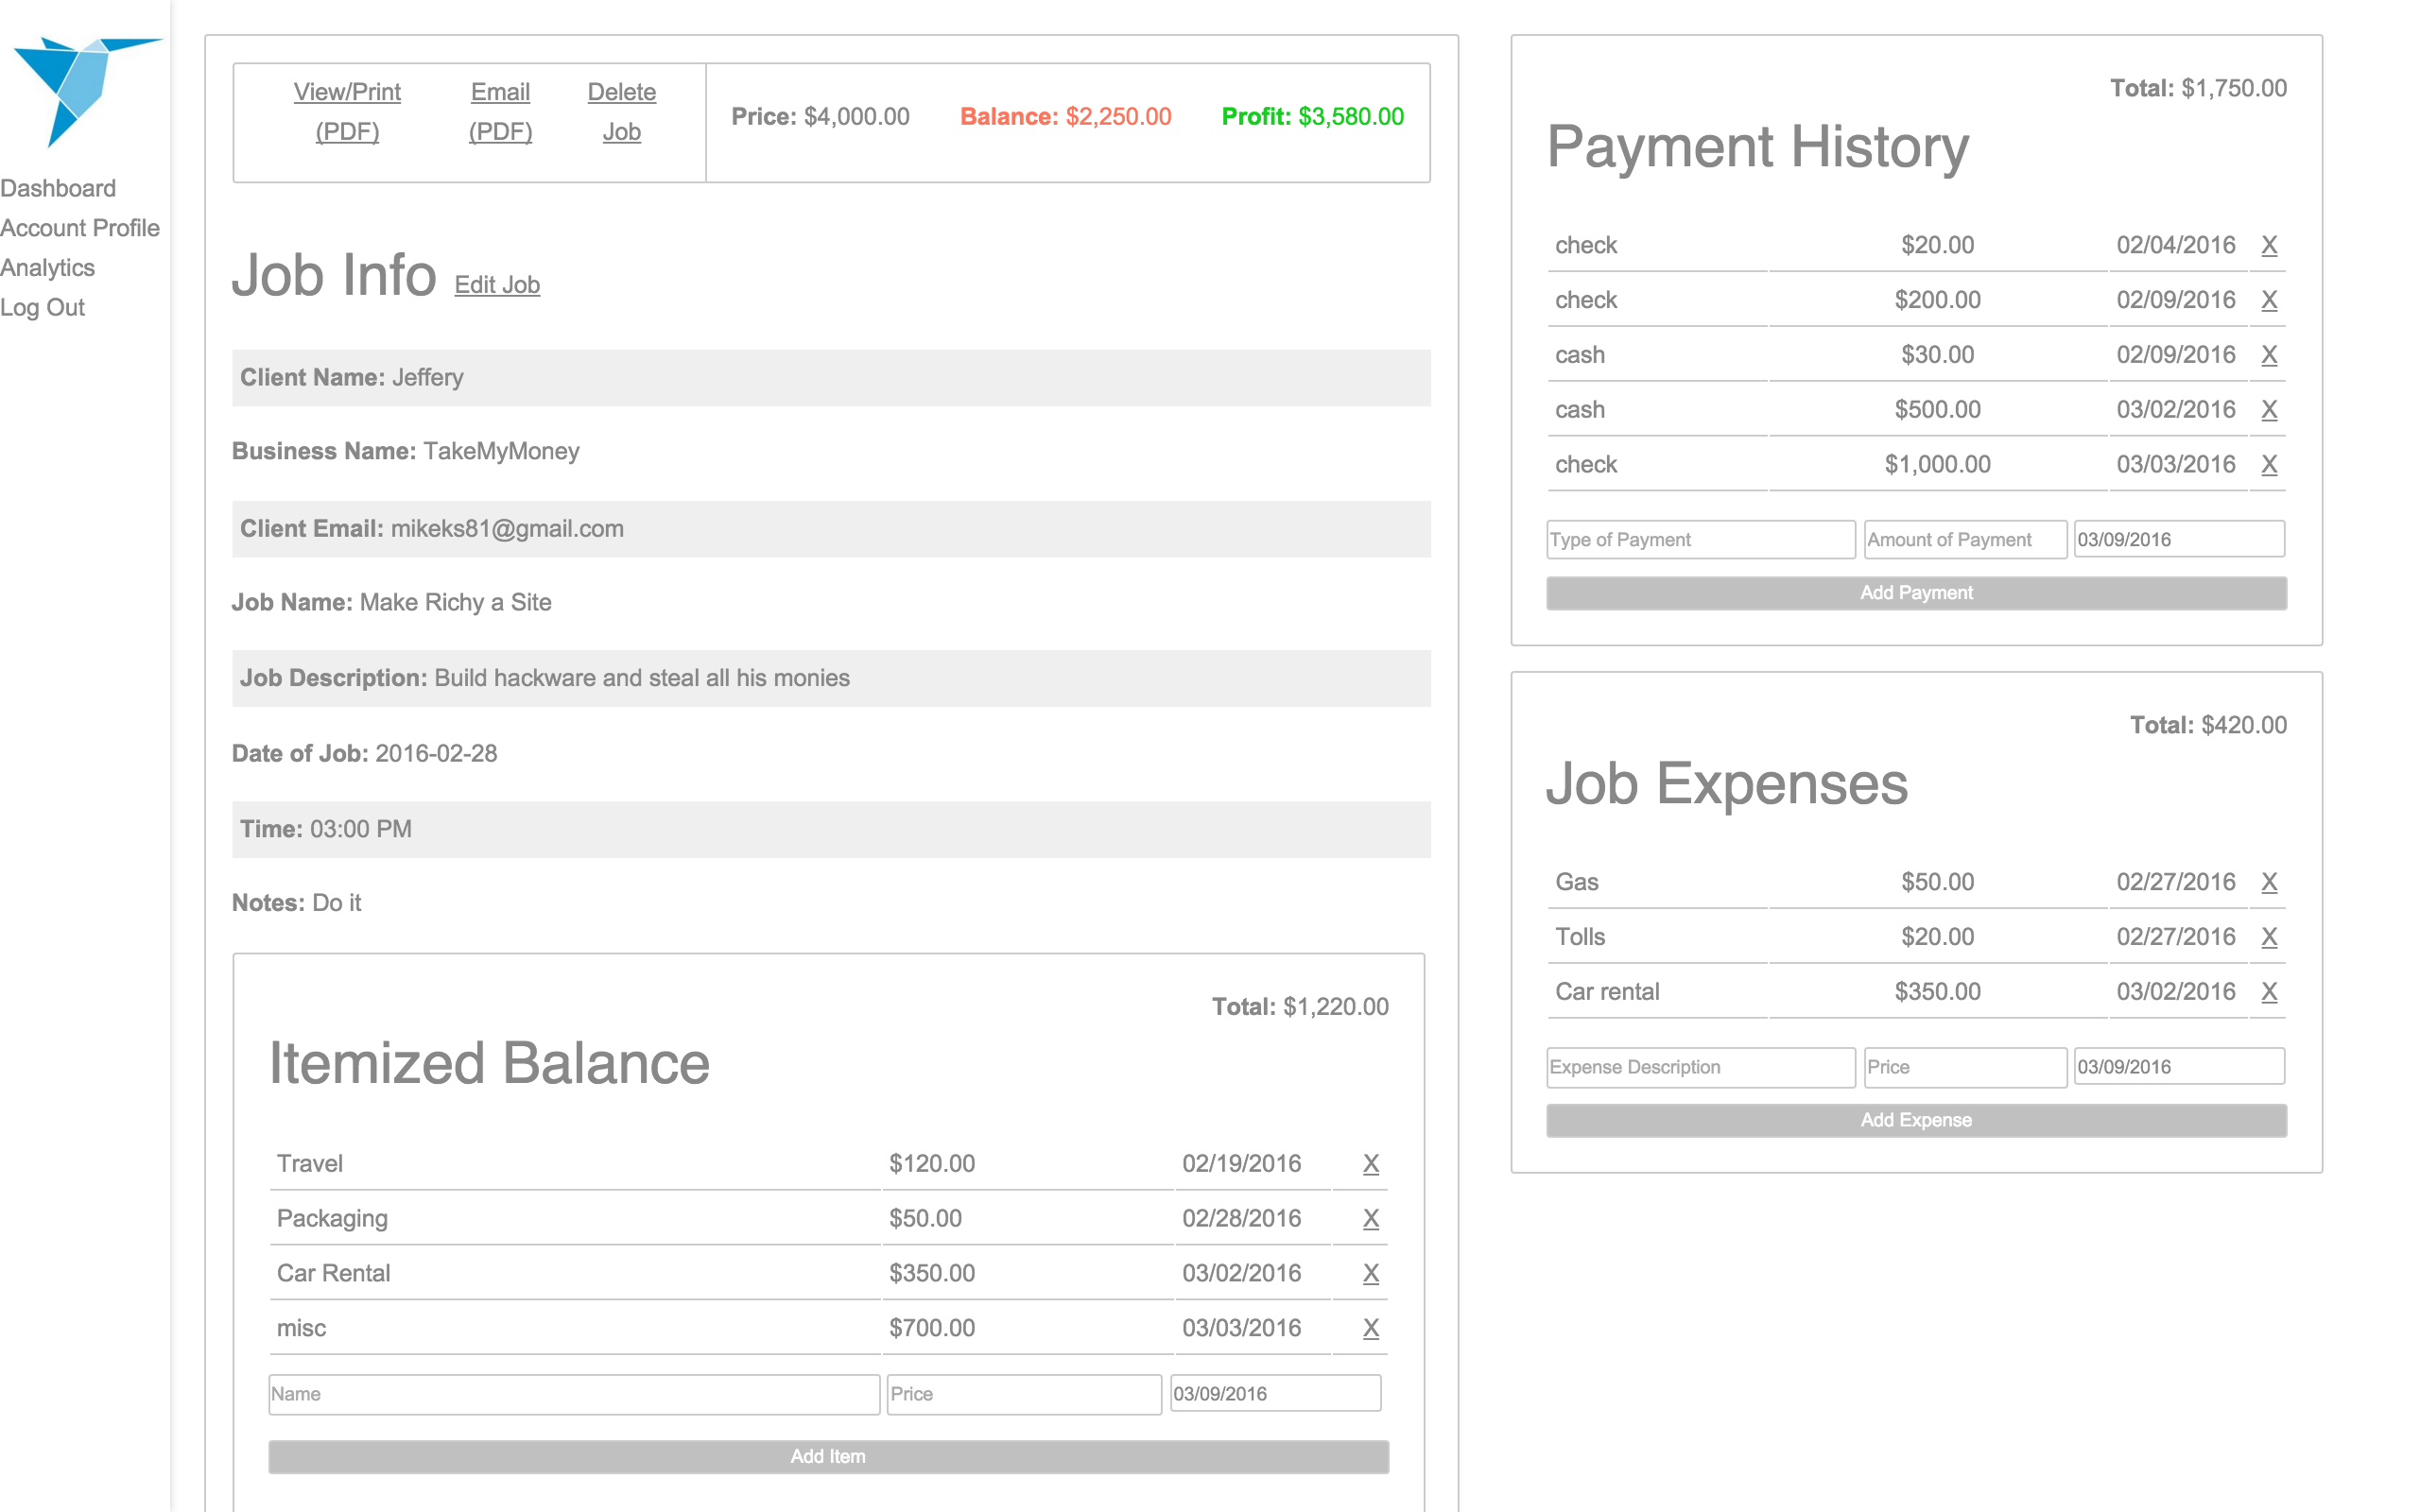 Dashboard
Account Profile
Analytics
Log Out
View/Print Email Delete
(PDF) (PDF) Job
Price: $4,000.00 Balance: $2,250.00 Profit: $3,580.00
Job Info Edit Job
Client Name: Jeffery
Business Name: TakeMyMoney
Client Email: mikeks81@gmail.com
Job Name: Make Richy a Site
Job Description: Build hackware and steal all his monies
Date of Job: 2016-02-28
Time: 03:00 PM
Notes: Do it
Total: $1,220.00
Itemized Balance
Travel $120.00 02/19/2016 X
Packaging $50.00 02/28/2016 X
Car Rental $350.00 03/02/2016 X
misc $700.00 03/03/2016 X
Name Price 03/09/2016
Add Item
Total: $1,750.00
Payment History
check $20.00 02/04/2016 X
check $200.00 02/09/2016 X
cash $30.00 02/09/2016 X
cash $500.00 03/02/2016 X
check $1,000.00 03/03/2016 X
Type of Payment Amount of Payment 03/09/2016
Add Payment
Total: $420.00
Job Expenses
Gas $50.00 02/27/2016 X
Tolls $20.00 02/27/2016 X
Car rental $350.00 03/02/2016 X
Expense Description Price 03/09/2016
Add Expense